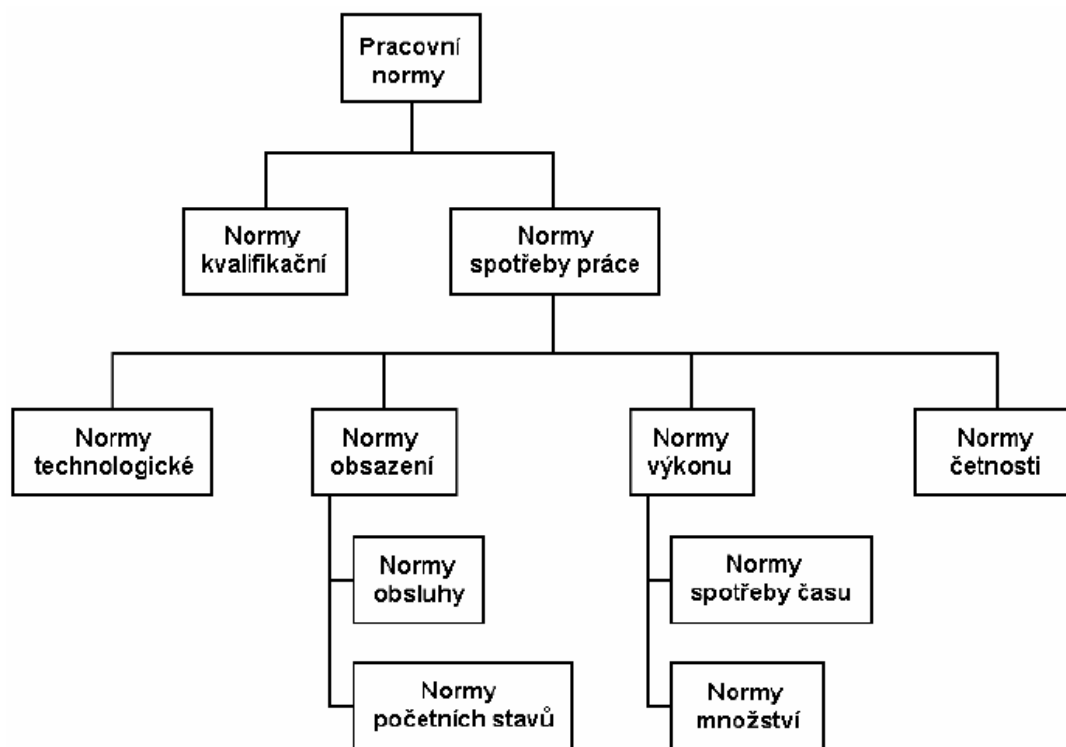 Pracovní
normy
Normy
kvalifikační
Normy
spotřeby práce
Normy
technologické
Normy
obsazení
Normy
výkonu
Normy
četnosti
Normy
obsluhy
Normy
spotřeby času
Normy
početních stavů
Normy
množství